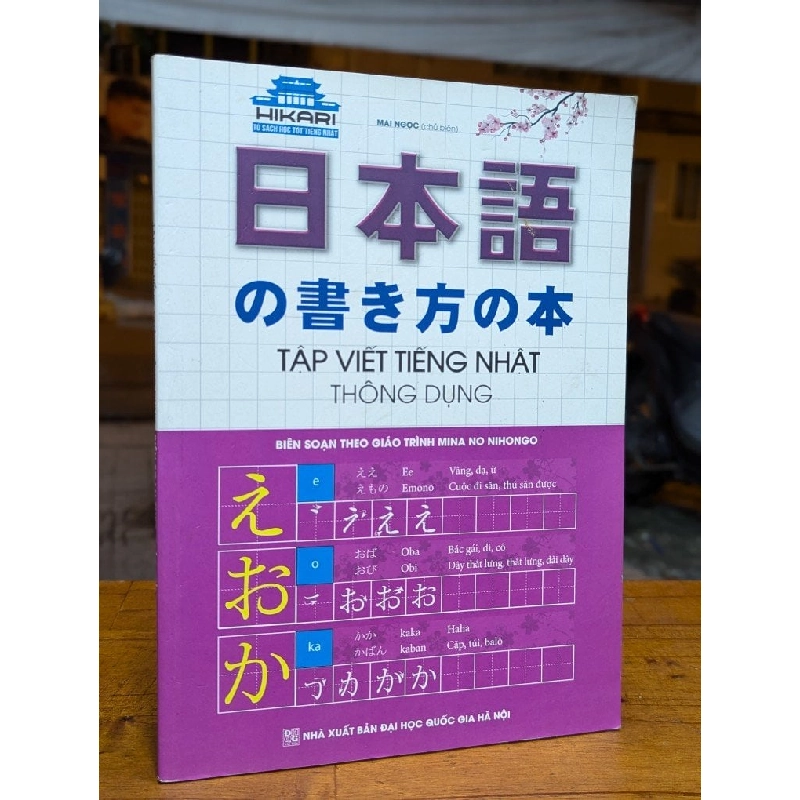 HIKARI
BỘ SÁCH HỌC TỐT TIẾNG NHẬT
MAI NGỌC (chủ biên)
日本語
の書き方の本
TẬP VIẾT TIẾNG NHẬT
THÔNG DỤNG
BIÊN SOẠN THEO GIÁO TRÌNH MINA NO NIHONGO
え e ええ Ee Vâng, dạ, ừ
えもの Emono Cuộc đi săn, thú săn được
え え
お o おば Oba Bác gái, dì, cô
おび Obi Dây thắt lưng, thắt lưng, dải dây
お お お
か ka かか kaka Haha
かばん kaban Cặp, túi, balo
か か か
NHÀ XUẤT BẢN ĐẠI HỌC QUỐC GIA HÀ NỘI